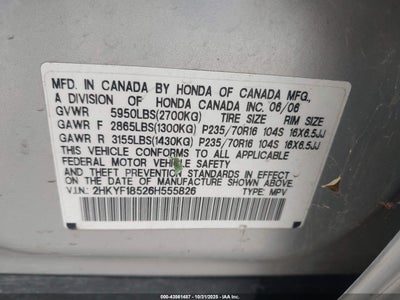 MFD. IN CANADA BY HONDA OF CANADA MFG.,
A DIVISION OF HONDA CANADA INC. 06/06
GVWR 5950LBS(2700KG) TIRE SIZE RIM SIZE
GAWR F 2865LBS(1300KG) P235/70R16 104S 16X6.5JJ
GAWR R 3155LBS(1430KG) P235/70R16 104S 16X6.5JJ
THIS VEHICLE CONFORMS TO ALL APPLICABLE
FEDERAL MOTOR VEHICLE SAFETY
AND THEFT PREVENTION STANDARDS IN EFFECT
ON THE DATE OF MANUFACTURE SHOWN ABOVE.
V.I.N.: 2HKYF18526H555826 TYPE: MPV
000-43581487 - 10/31/2025 - IAA Inc.